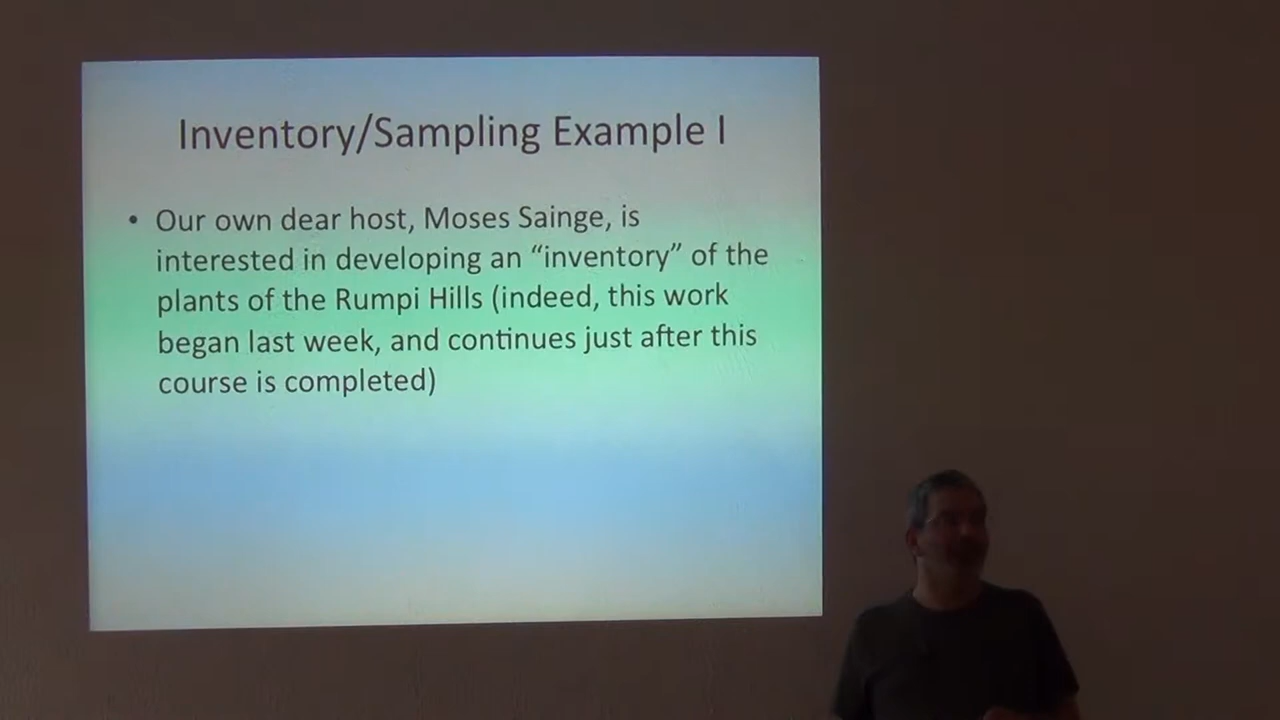 Inventory/Sampling Example I
• Our own dear host, Moses Sainge, is
interested in developing an “inventory” of the
plants of the Rumpi Hills (indeed, this work
began last week, and continues just after this
course is completed)